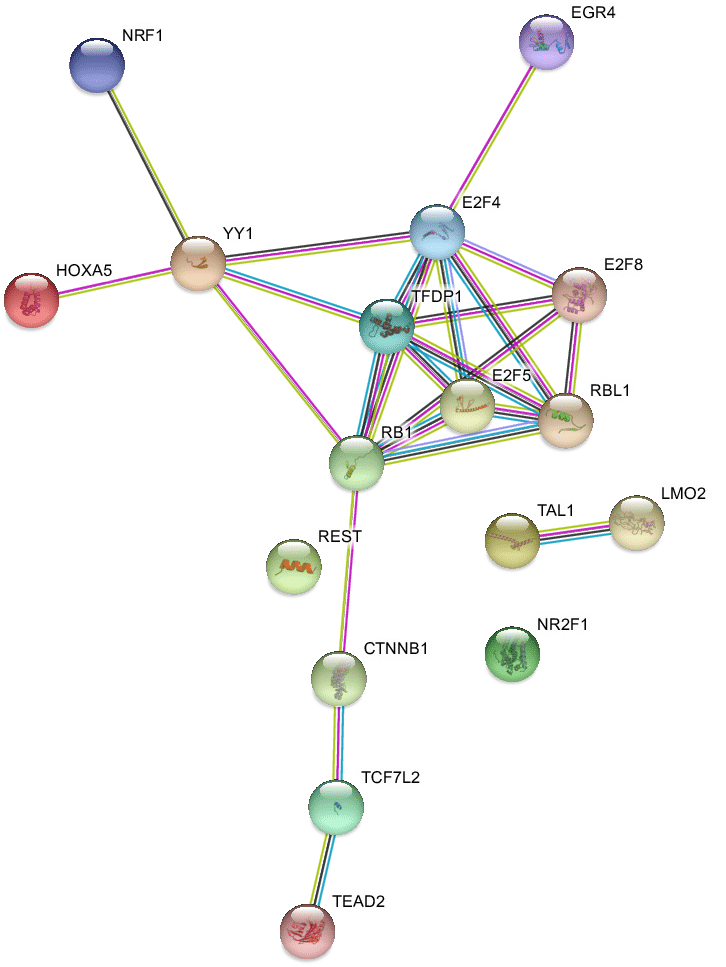 EGR4
NRF1
E2F4
YY1
E2F8
HOXA5
TFDP1
E2F5
RBL1
RB1
LMO2
TAL1
REST
NR2F1
CTNNB1
TCF7L2
TEAD2